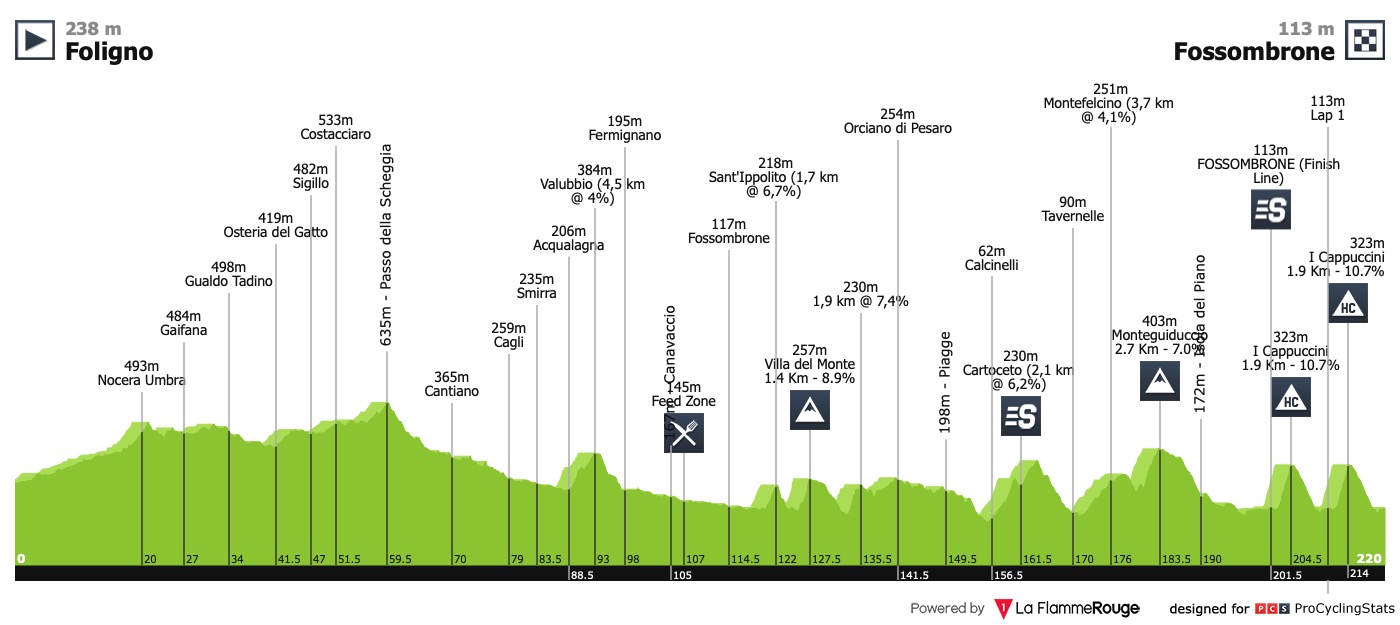 238 m
Foligno
113 m
Fossombrone
493m
Nocera Umbra
484m
Gaifana
498m
Gualdo Tadino
419m
Osteria del Gatto
482m
Sigillo
533m
Costacciaro
635m - Passo della Scheggia
365m
Cantiano
259m
Cagli
235m
Smirra
206m
Acqualagna
384m
Valubbio (4,5 km
@ 4%)
195m
Fermignano
167m - Canavaccio
145m
Feed Zone
117m
Fossombrone
218m
Sant'Ippolito (1,7 km
@ 6,7%)
257m
Villa del Monte
1.4 Km - 8.9%
230m
1,9 km @ 7,4%
254m
Orciano di Pesaro
198m - Piagge
62m
Calcinelli
230m
Cartoceto (2,1 km
@ 6,2%)
S
90m
Tavernelle
251m
Montefelcino (3,7 km
@ 4,1%)
403m
Monteguiduccio
2.7 Km - 7.0%
172m - Isola del Piano
113m
FOSSOMBRONE (Finish
Line)
S
323m
I Cappuccini
1.9 Km - 10.7%
HC
113m
Lap 1
323m
I Cappuccini
1.9 Km - 10.7%
HC
0 20 27 34 41.5 47 51.5 59.5 70 79 83.5 93 98 107 114.5 122 127.5 135.5 149.5 161.5 170 176 183.5 190 204.5 220
88.5 105 141.5 156.5 201.5 214
Powered by 1 La FlammeRouge designed for PCS ProCyclingStats